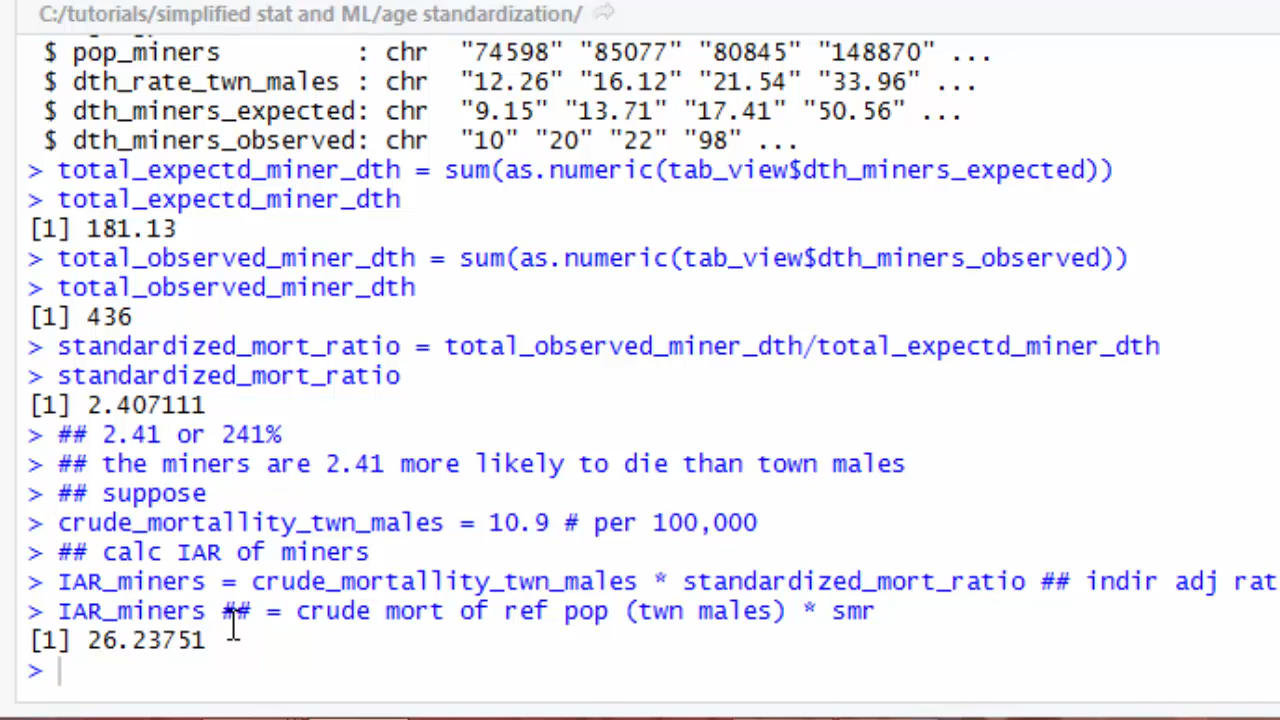 C:/tutorials/simplified stat and ML/age standardization/
$ pop_miners : chr "74598" "85077" "80845" "148870" ...
$ dth_rate_twn_males : chr "12.26" "16.12" "21.54" "33.96" ...
$ dth_miners_expected: chr "9.15" "13.71" "17.41" "50.56" ...
$ dth_miners_observed: chr "10" "20" "22" "98" ...
> total_expectd_miner_dth = sum(as.numeric(tab_view$dth_miners_expected))
> total_expectd_miner_dth
[1] 181.13
> total_observed_miner_dth = sum(as.numeric(tab_view$dth_miners_observed))
> total_observed_miner_dth
[1] 436
> standardized_mort_ratio = total_observed_miner_dth/total_expectd_miner_dth
> standardized_mort_ratio
[1] 2.407111
> ## 2.41 or 241%
> ## the miners are 2.41 more likely to die than town males
> ## suppose
> crude_mortallity_twn_males = 10.9 # per 100,000
> ## calc IAR of miners
> IAR_miners = crude_mortallity_twn_males * standardized_mort_ratio ## indir adj rat
> IAR_miners ## = crude mort of ref pop (twn males) * smr
[1] 26.23751
>